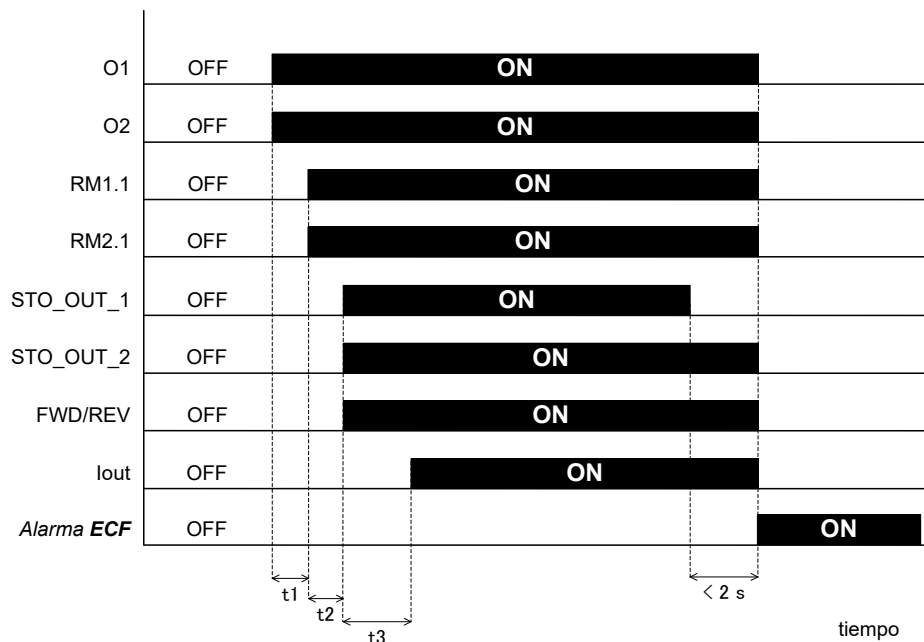 O1 OFF ON
O2 OFF ON
RM1.1 OFF ON
RM2.1 OFF ON
STO_OUT_1 OFF ON
STO_OUT_2 OFF ON
FWD/REV OFF ON
Iout OFF ON
Alarma ECF OFF ON
t1
t2
t3
< 2 s
tiempo